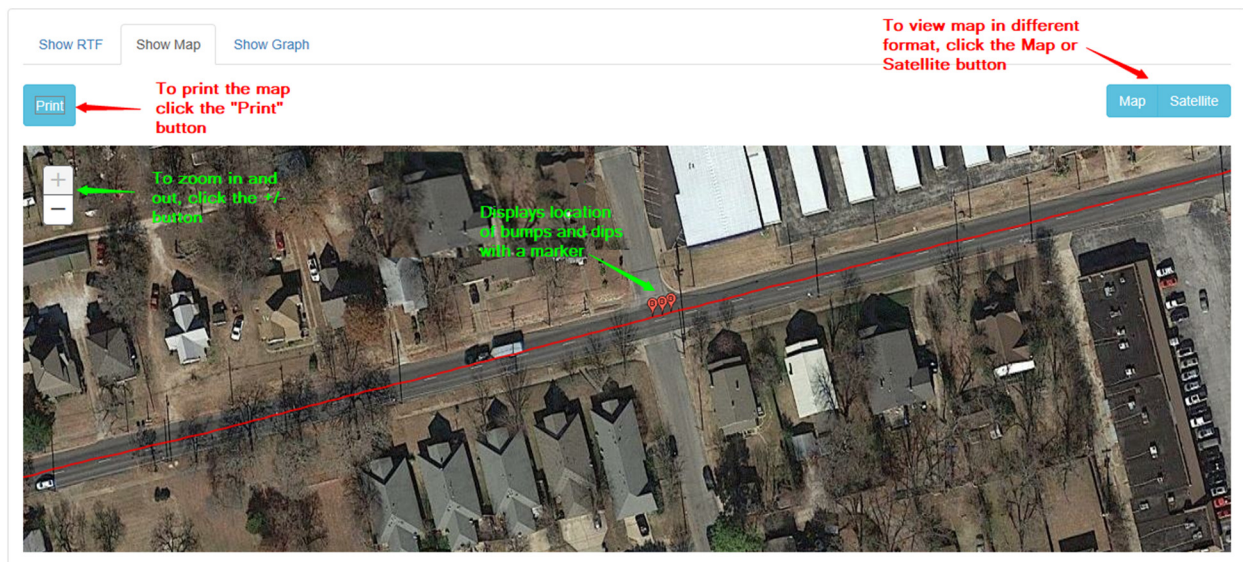 Show RTF
Show Map
Show Graph
To view map in different
format, click the Map or
Satellite button
Print
To print the map
click the "Print"
button
Map
Satellite
+
−
To zoom in and
out, click the +/-
button
Displays location
of bumps and dips
with a marker